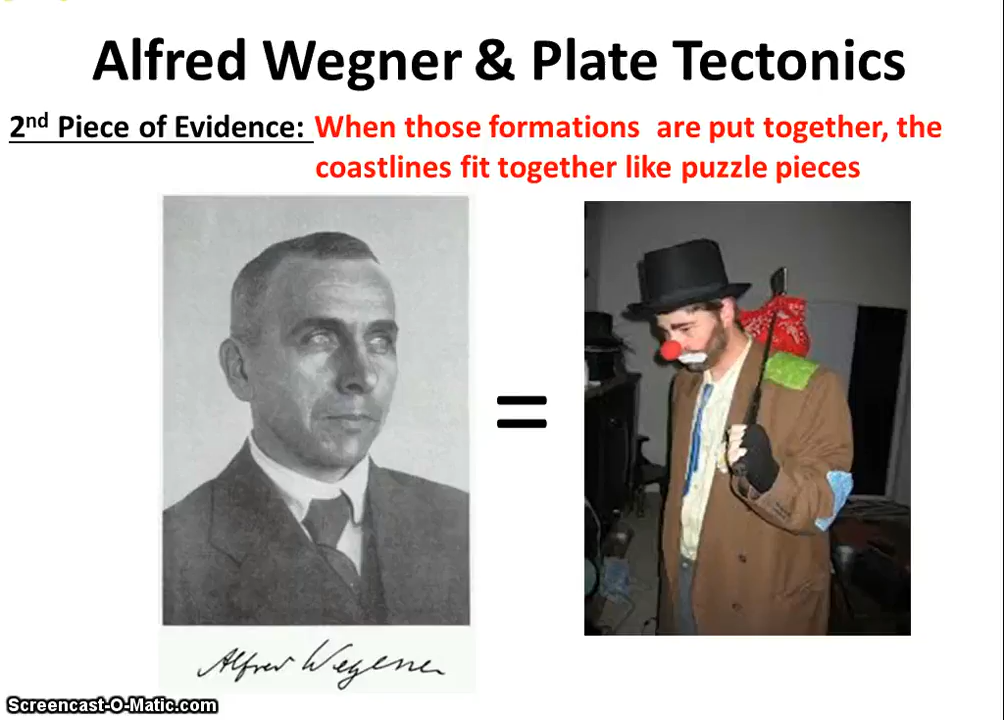 Alfred Wegner & Plate Tectonics
2nd Piece of Evidence: When those formations are put together, the
coastlines fit together like puzzle pieces
=
Alfred Wegener
Screencast-O-Matic.com